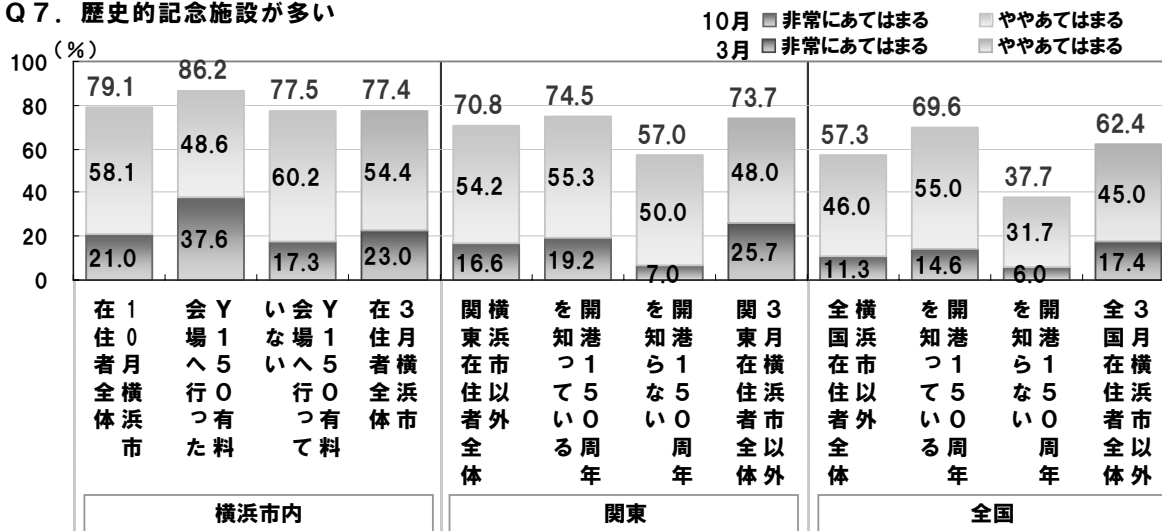 Q7. 歴史的記念施設が多い
10月 非常にあてはまる ややあてはまる
3月 非常にあてはまる ややあてはまる
(%)
100
80
60
40
20
0
79.1 86.2 77.5 77.4 70.8 74.5 57.0 73.7 57.3 69.6 37.7 62.4
58.1 48.6 60.2 54.4 54.2 55.3 50.0 48.0 46.0 55.0 31.7 45.0
21.0 37.6 17.3 23.0 16.6 19.2 7.0 25.7 11.3 14.6 6.0 17.4
10月横浜市
在住者全体
Y150有料
会場へ行った
Y150有料
会場へ行って
いない
3月横浜市
在住者全体
横浜市以外
関東在住者全体
開港150周年
を知っている
開港150周年
を知らない
3月横浜市以外
関東在住者全体
横浜市以外
全国在住者全体
開港150周年
を知っている
開港150周年
を知らない
3月横浜市以外
全国在住者全体
横浜市内
関東
全国